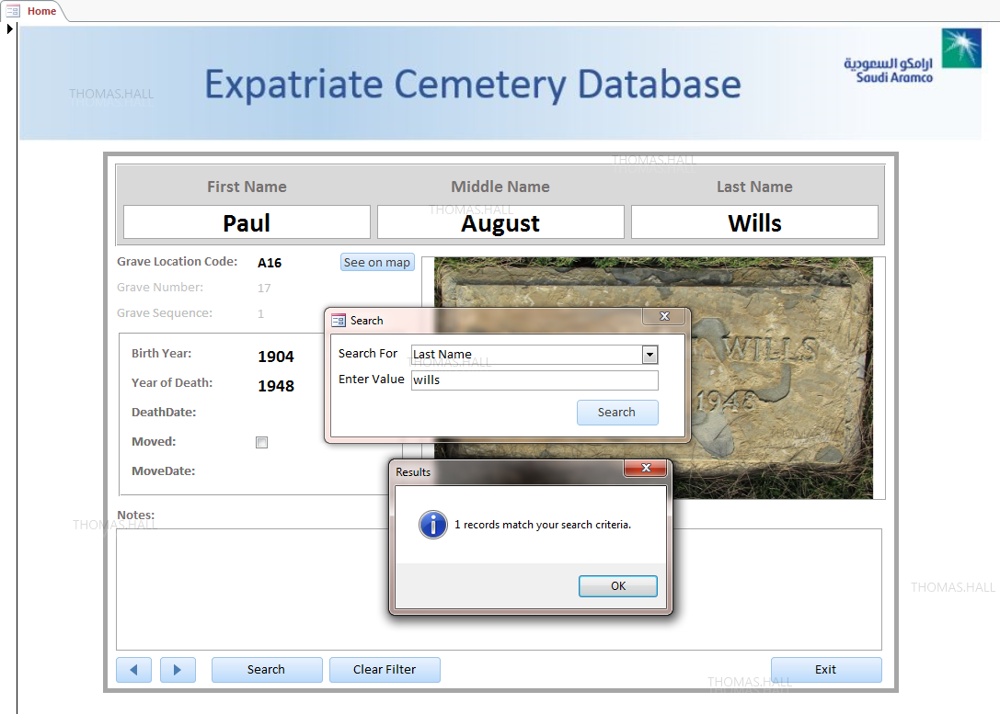 Home
ارامكو السعودية
Saudi Aramco
Expatriate Cemetery Database
THOMAS.HALL
THOMAS.HALL
First Name Middle Name Last Name
THOMAS.HALL
Paul August Wills
Grave Location Code: A16 See on map
Grave Number: 17
Grave Sequence: 1
Search
Birth Year: 1904
Search For Last Name
THOMAS.HALL
WILLS
Year of Death: 1948
Enter Value wills
1948
DeathDate:
Search
THOMAS.HALL
Moved:
MoveDate:
Results
Notes:
THOMAS.HALL
1 records match your search criteria.
OK
THOMAS.HALL
Search Clear Filter Exit
THOMAS.HALL